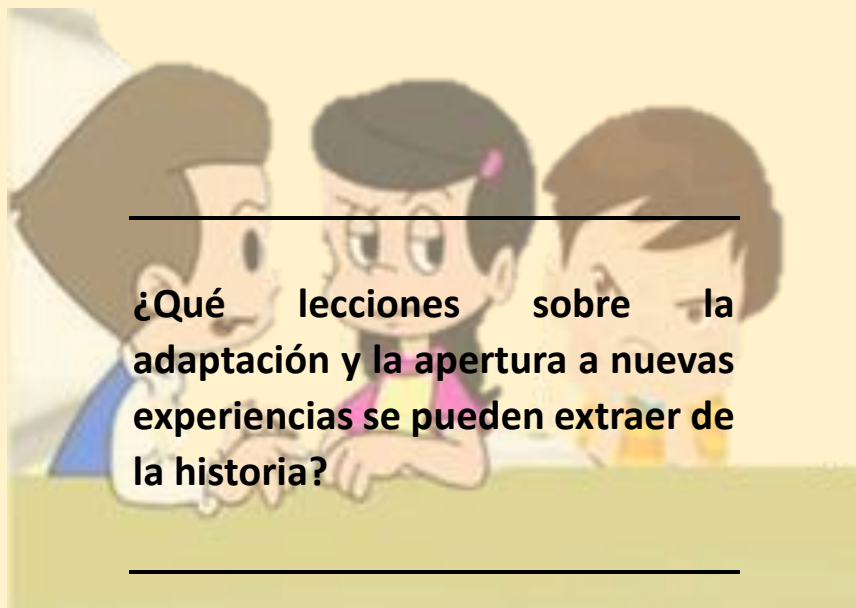 ¿Qué lecciones sobre la
adaptación y la apertura a nuevas
experiencias se pueden extraer de
la historia?